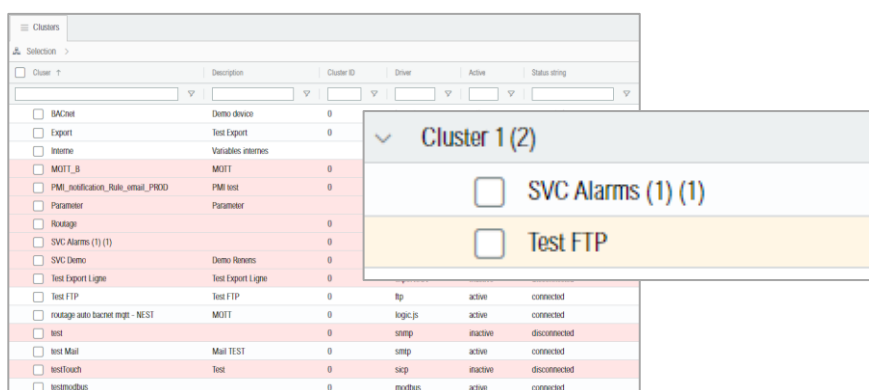 Clusters
Selection >
Cluser ↑ Description Cluster ID Driver Active Status string
BACnet Demo device 0
Export Test Export 0
Interne Variables internes
MOTT_B MOTT 0
PMI_notification_Rule_email_PROD PMI test 0
Parameter Parameter
Routage 0
SVC Alarms (1) (1) 0
SVC Demo Demo Renens 0
Test Export Ligne Test Export Ligne 0
Test FTP Test FTP 0 ftp active connected
routage auto bacnet mqtt - NEST MOTT 0 logic.js active connected
test 0 snmp inactive disconnected
test Mail Mail TEST 0 smtp active connected
testTouch Test 0 sicp inactive disconnected
testmodbus 0 modbus active connected
Cluster 1 (2)
SVC Alarms (1) (1)
Test FTP